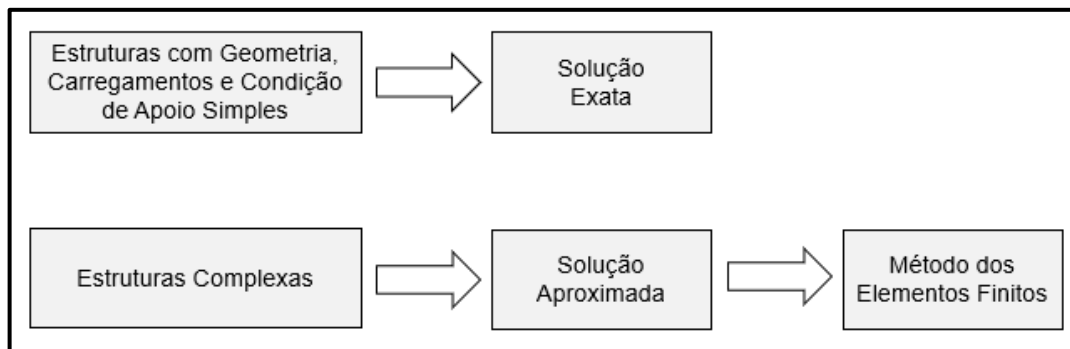 Estruturas com Geometria,
Carregamentos e Condição
de Apoio Simples
Solução
Exata
Estruturas Complexas
Solução
Aproximada
Método dos
Elementos Finitos